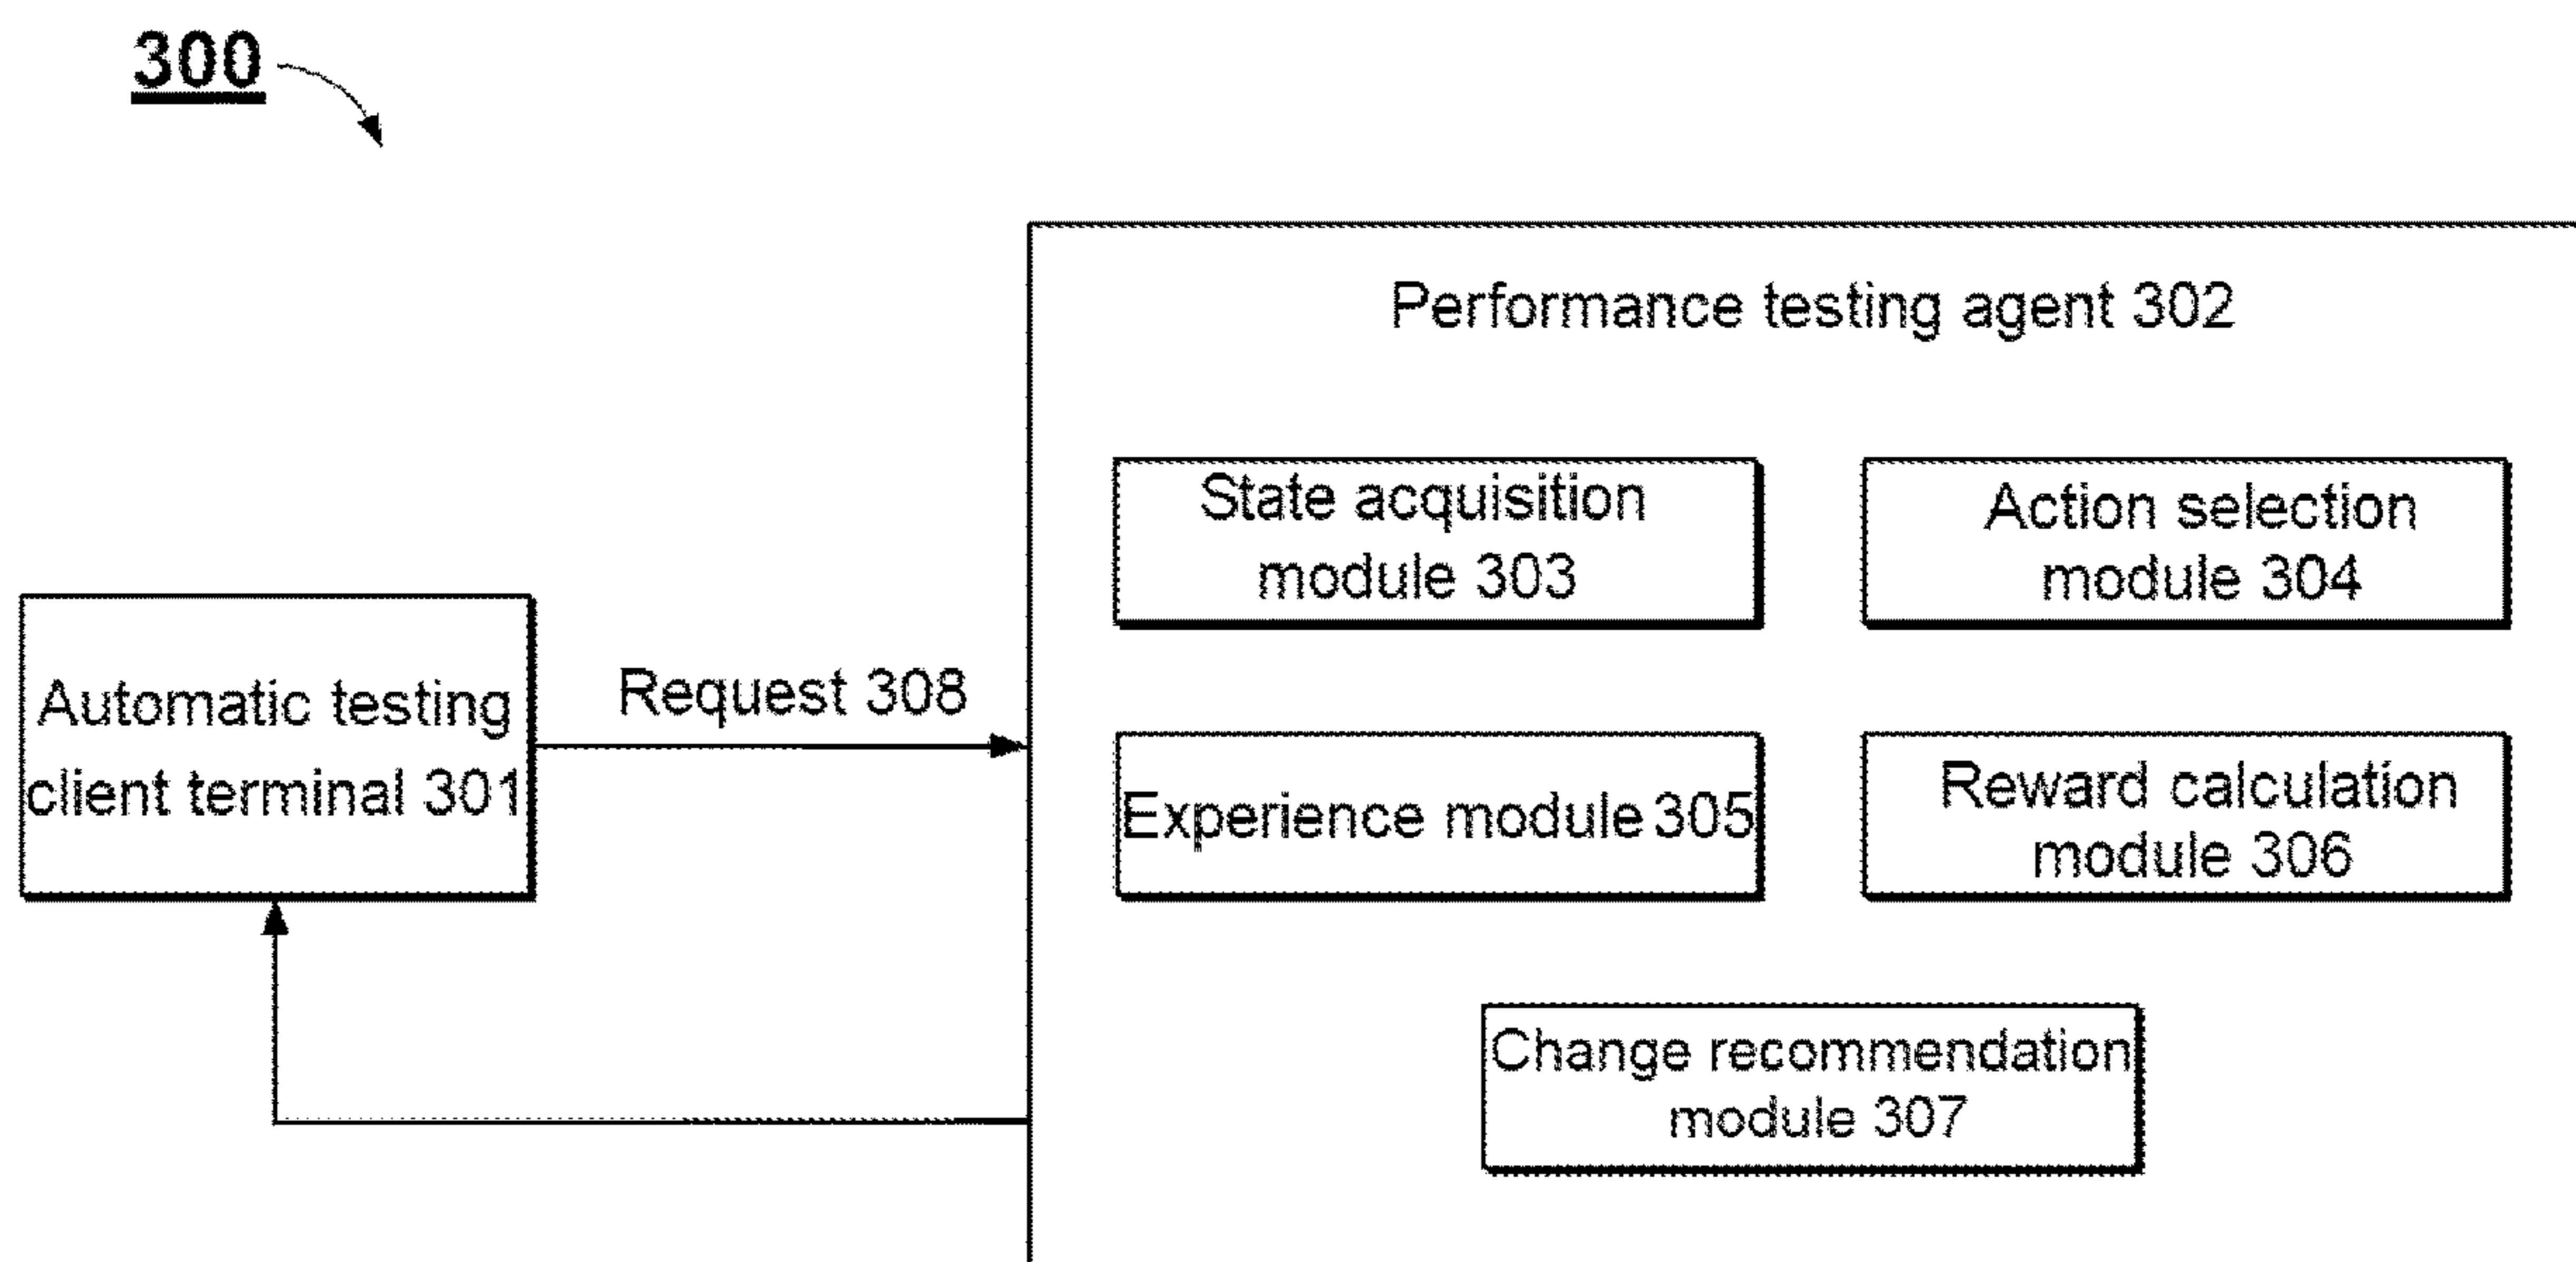 300
Performance testing agent 302
State acquisition
module 303
Action selection
module 304
Automatic testing
client terminal 301
Request 308
Experience module 305
Reward calculation
module 306
Change recommendation
module 307